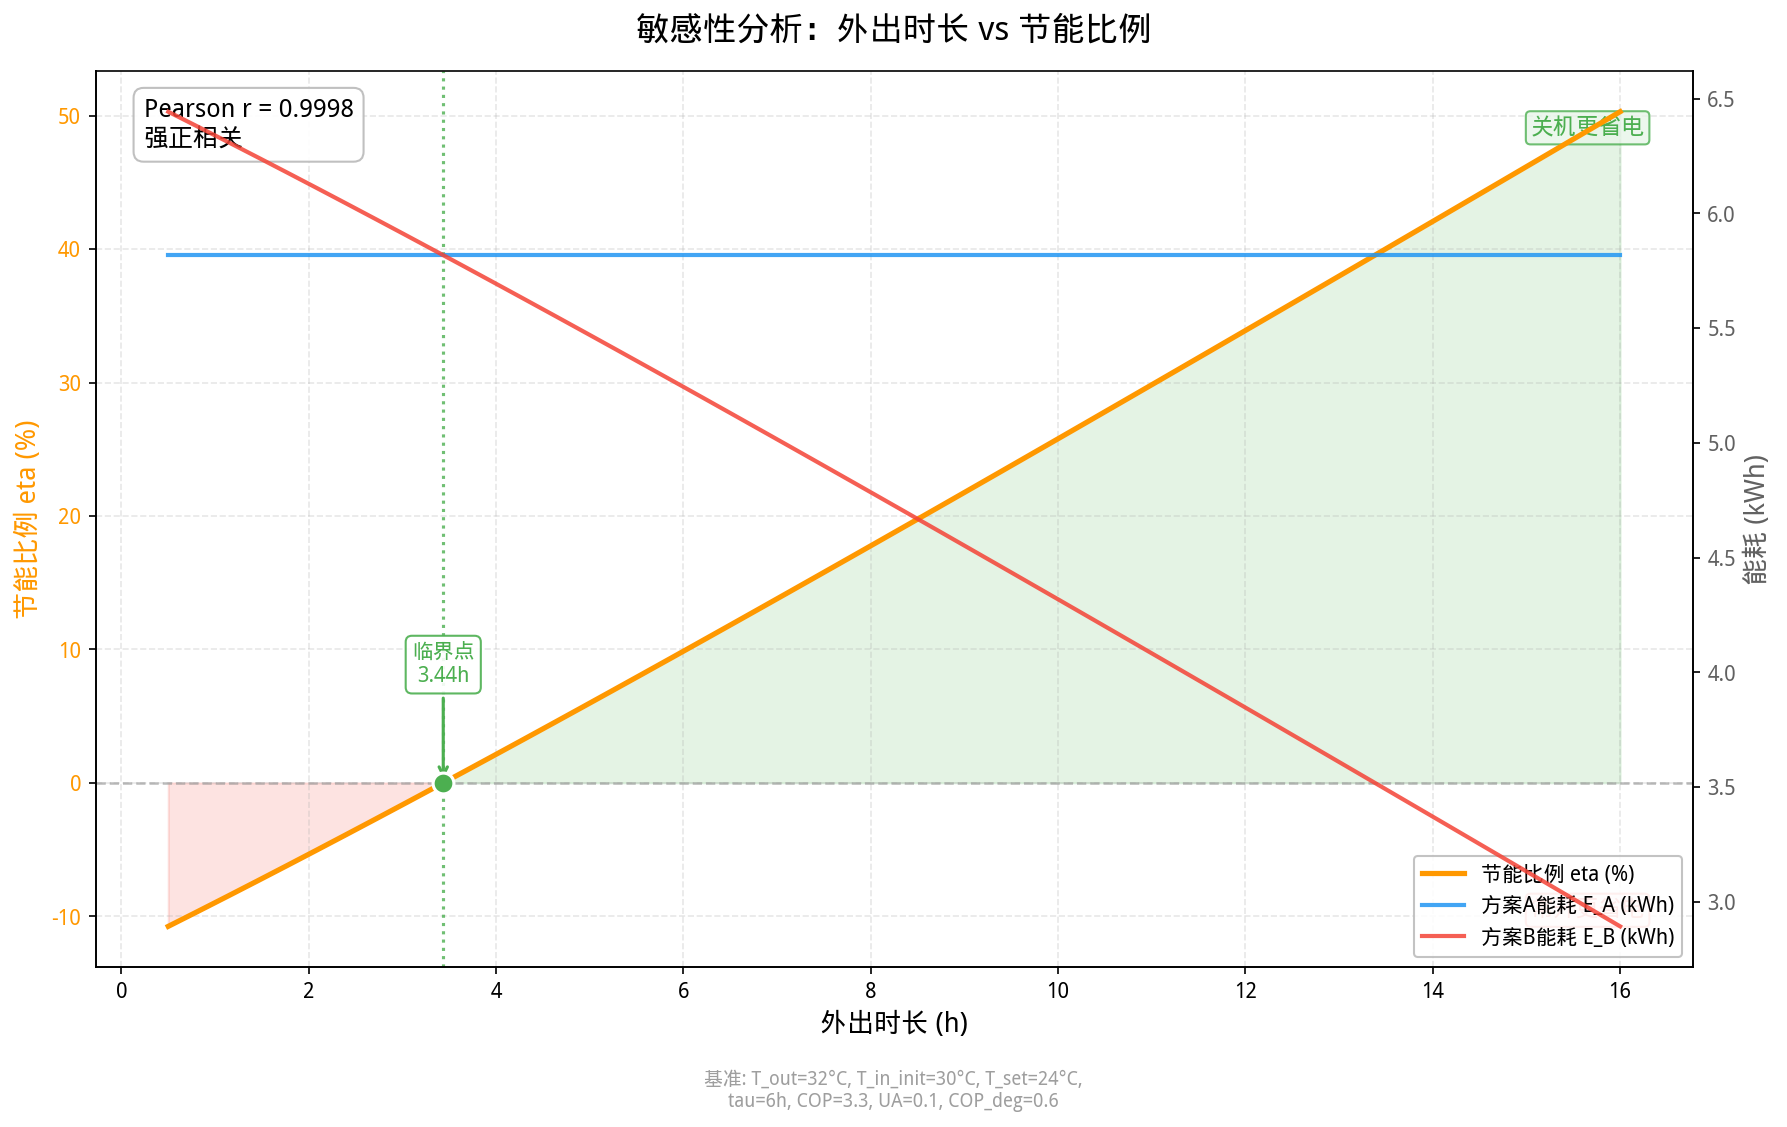 敏感性分析：外出时长 vs 节能比例
Pearson r = 0.9998
强正相关
关机更省电
50
40
30
20
10
0
-10
节能比例 eta (%)
6.5
6.0
5.5
5.0
4.5
4.0
3.5
3.0
能耗 (kWh)
临界点
3.44h
节能比例 eta (%)
方案A能耗 E_A (kWh)
方案B能耗 E_B (kWh)
0
2
4
6
8
10
12
14
16
外出时长 (h)
基准: T_out=32°C, T_in_init=30°C, T_set=24°C,
tau=6h, COP=3.3, UA=0.1, COP_deg=0.6